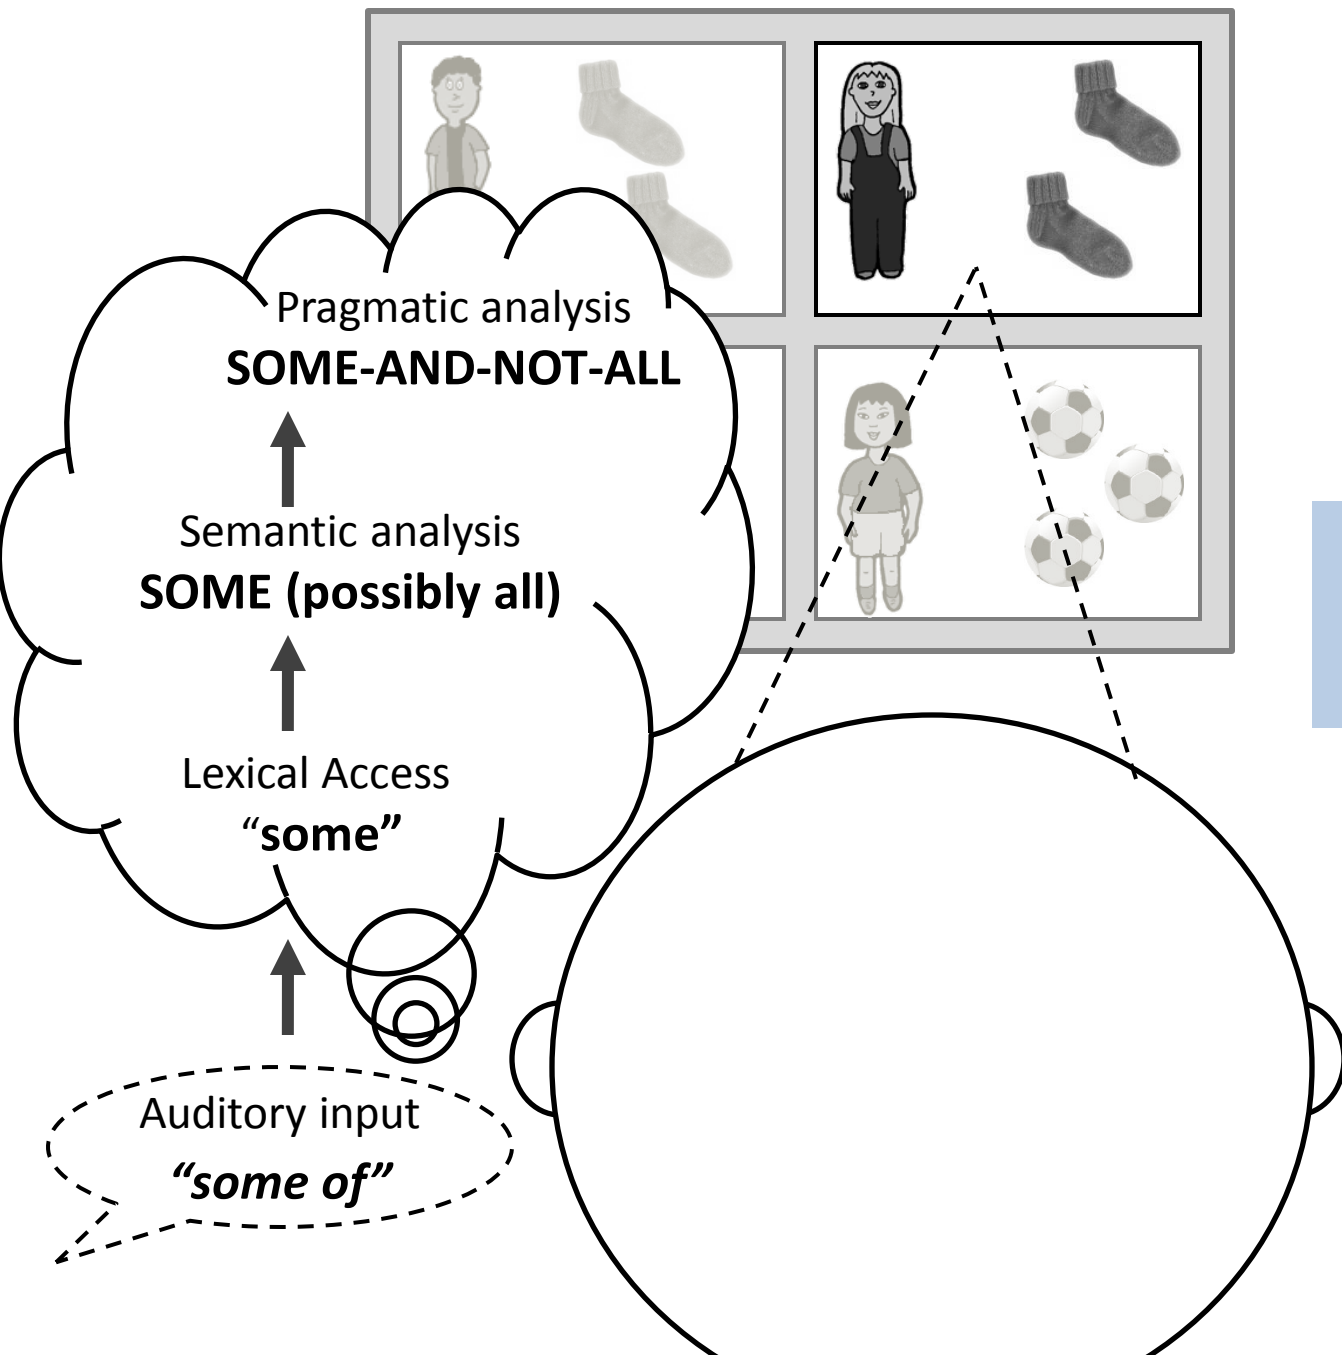 Pragmatic analysis
SOME-AND-NOT-ALL
Semantic analysis
SOME (possibly all)
Lexical Access
“some”
Auditory input
“some of”